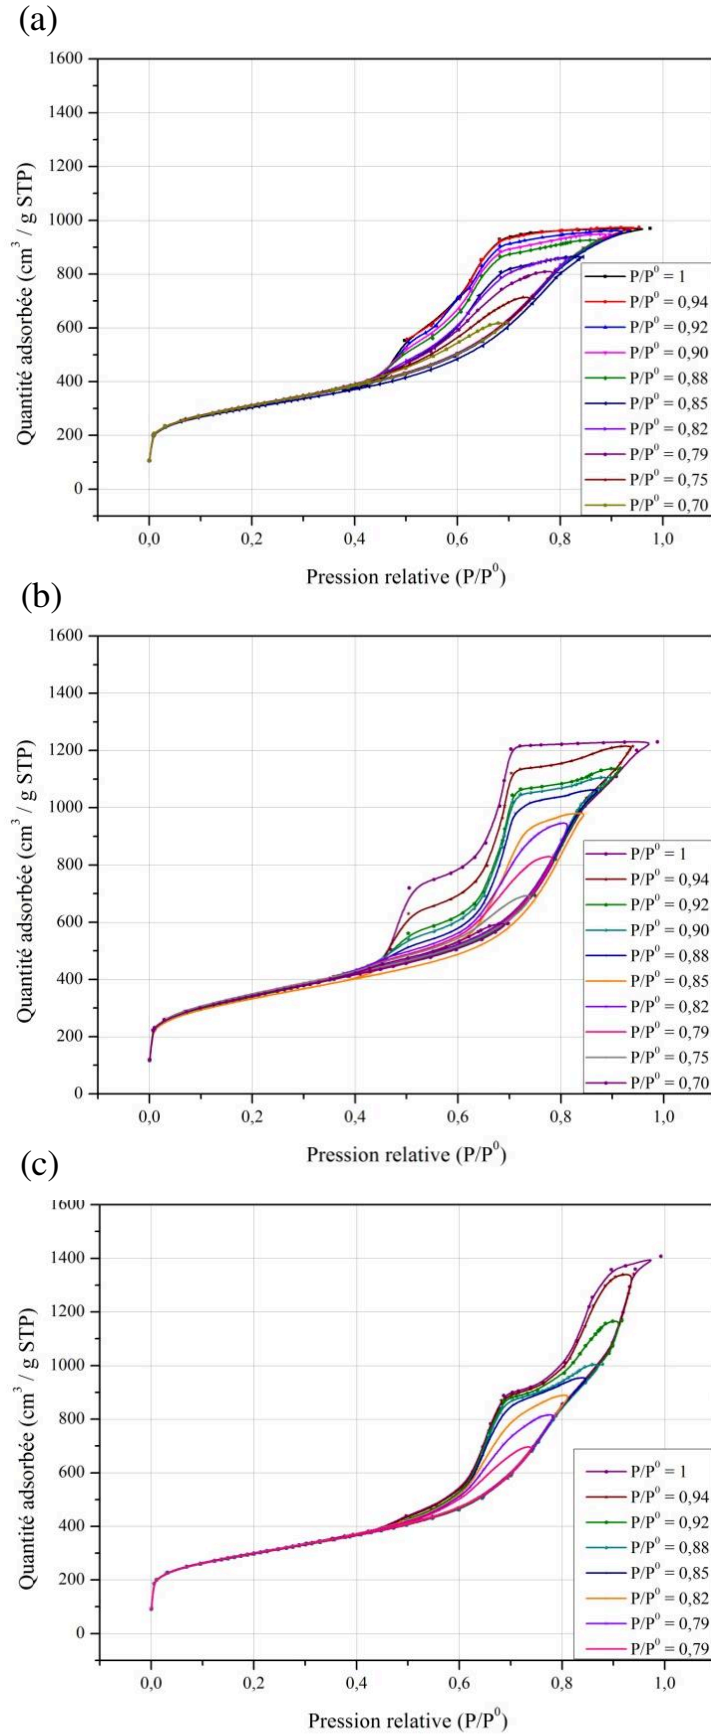 (a)
1600
1400
1200
1000
800
600
400
200
0
Quantité adsorbée (cm³ / g STP)
P/P⁰ = 1
P/P⁰ = 0,94
P/P⁰ = 0,92
P/P⁰ = 0,90
P/P⁰ = 0,88
P/P⁰ = 0,85
P/P⁰ = 0,82
P/P⁰ = 0,79
P/P⁰ = 0,75
P/P⁰ = 0,70
0,0 0,2 0,4 0,6 0,8 1,0
Pression relative (P/P⁰)
(b)
1600
1400
1200
1000
800
600
400
200
0
Quantité adsorbée (cm³ / g STP)
P/P⁰ = 1
P/P⁰ = 0,94
P/P⁰ = 0,92
P/P⁰ = 0,90
P/P⁰ = 0,88
P/P⁰ = 0,85
P/P⁰ = 0,82
P/P⁰ = 0,79
P/P⁰ = 0,75
P/P⁰ = 0,70
0,0 0,2 0,4 0,6 0,8 1,0
Pression relative (P/P⁰)
(c)
1600
1400
1200
1000
800
600
400
200
0
Quantité adsorbée (cm³ / g STP)
P/P⁰ = 1
P/P⁰ = 0,94
P/P⁰ = 0,92
P/P⁰ = 0,88
P/P⁰ = 0,85
P/P⁰ = 0,82
P/P⁰ = 0,79
P/P⁰ = 0,79
0,0 0,2 0,4 0,6 0,8 1,0
Pression relative (P/P⁰)